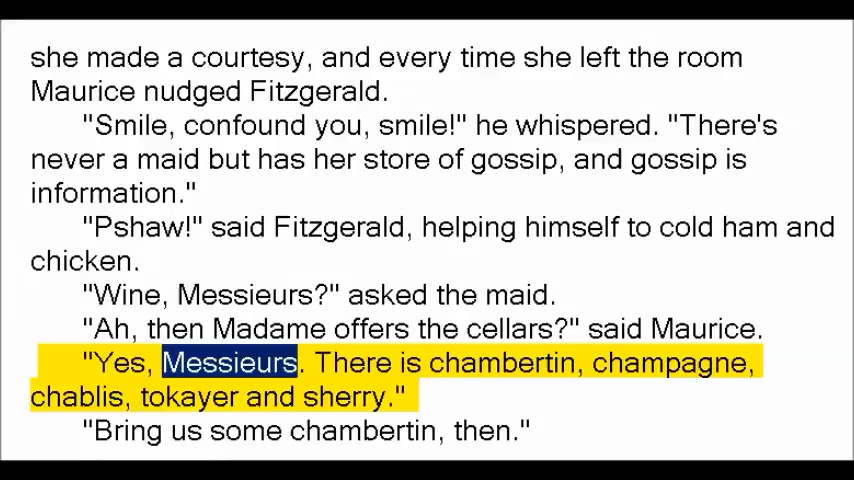 she made a courtesy, and every time she left the room
Maurice nudged Fitzgerald.
"Smile, confound you, smile!" he whispered. "There's
never a maid but has her store of gossip, and gossip is
information."
"Pshaw!" said Fitzgerald, helping himself to cold ham and
chicken.
"Wine, Messieurs?" asked the maid.
"Ah, then Madame offers the cellars?" said Maurice.
"Yes, Messieurs. There is chambertin, champagne,
chablis, tokayer and sherry."
"Bring us some chambertin, then."